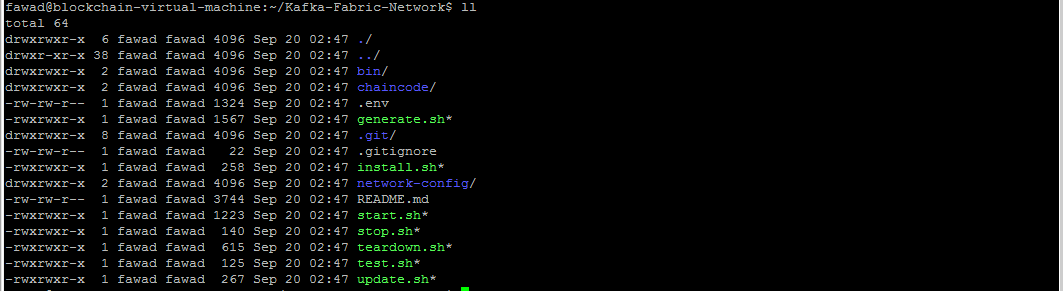 fawad@blockchain-virtual-machine:~/Kafka-Fabric-Network$ ll
total 64
drwxrwxr-x  6 fawad fawad 4096 Sep 20 02:47 ./
drwxr-xr-x 38 fawad fawad 4096 Sep 20 02:47 ../
drwxrwxr-x  2 fawad fawad 4096 Sep 20 02:47 bin/
drwxrwxr-x  2 fawad fawad 4096 Sep 20 02:47 chaincode/
-rw-rw-r--  1 fawad fawad 1324 Sep 20 02:47 .env
-rwxrwxr-x  1 fawad fawad 1567 Sep 20 02:47 generate.sh*
drwxrwxr-x  8 fawad fawad 4096 Sep 20 02:47 .git/
-rw-rw-r--  1 fawad fawad   22 Sep 20 02:47 .gitignore
-rwxrwxr-x  1 fawad fawad  258 Sep 20 02:47 install.sh*
drwxrwxr-x  2 fawad fawad 4096 Sep 20 02:47 network-config/
-rw-rw-r--  1 fawad fawad 3744 Sep 20 02:47 README.md
-rwxrwxr-x  1 fawad fawad 1223 Sep 20 02:47 start.sh*
-rwxrwxr-x  1 fawad fawad  140 Sep 20 02:47 stop.sh*
-rwxrwxr-x  1 fawad fawad  615 Sep 20 02:47 teardown.sh*
-rwxrwxr-x  1 fawad fawad  125 Sep 20 02:47 test.sh*
-rwxrwxr-x  1 fawad fawad  267 Sep 20 02:47 update.sh*